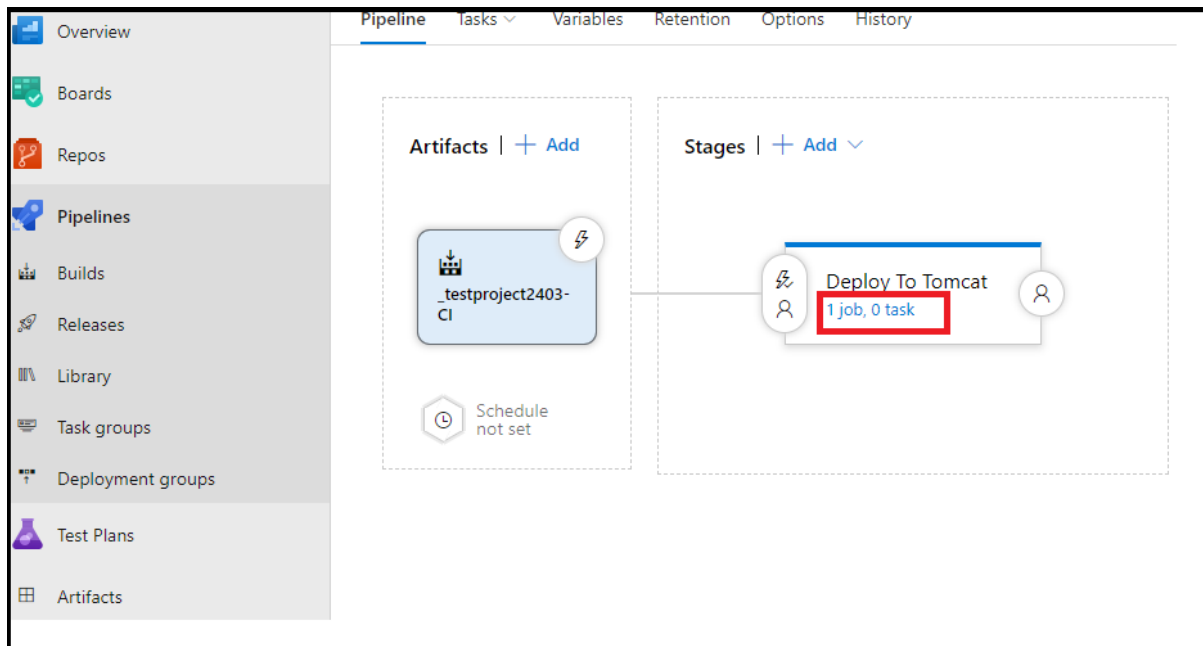 Overview
Boards
Repos
Pipelines
Builds
Releases
Library
Task groups
Deployment groups
Test Plans
Artifacts
Pipeline Tasks Variables Retention Options History
Artifacts | + Add
_testproject2403-
CI
Schedule
not set
Stages | + Add
Deploy To Tomcat
1 job, 0 task